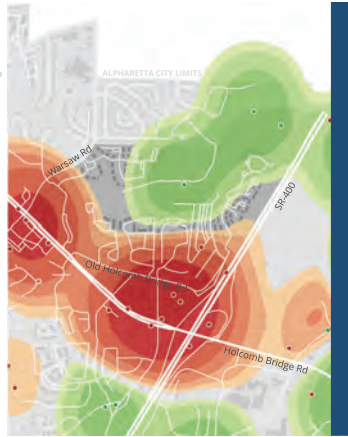 ALPHARETTA CITY LIMITS
Warsaw Rd
SR-400
Old Holcomb Bridge Rd
Holcomb Bridge Rd